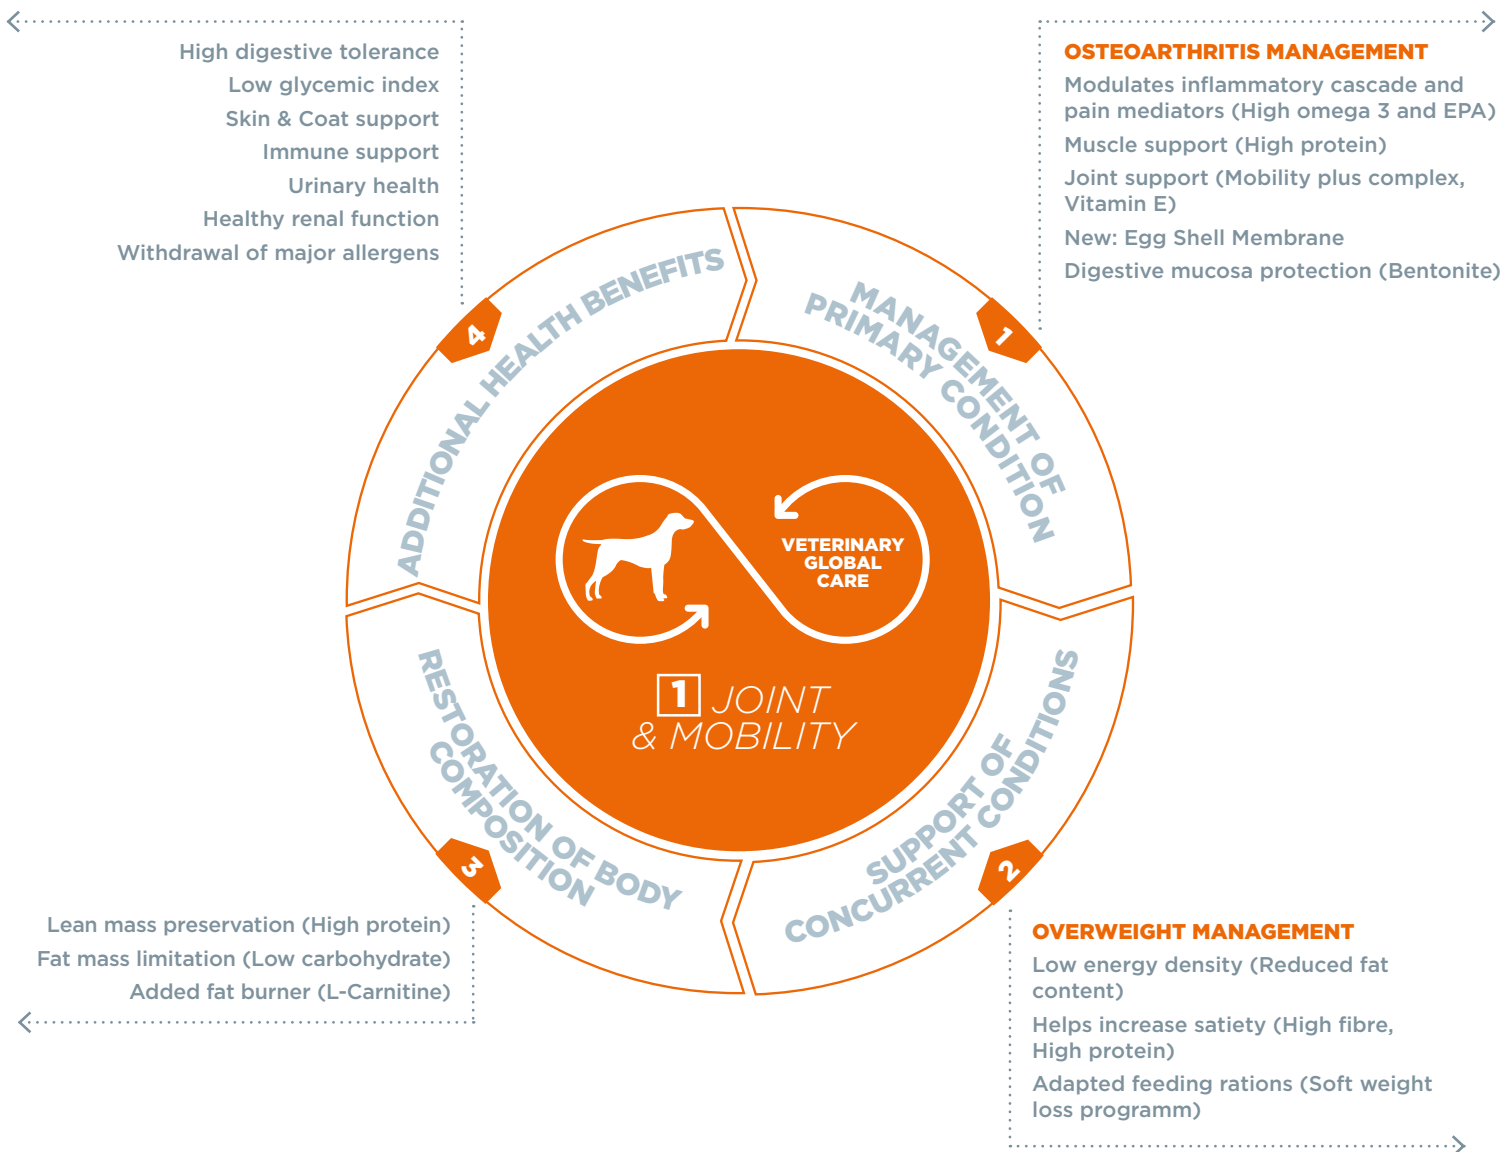 High digestive tolerance
Low glycemic index
Skin & Coat support
Immune support
Urinary health
Healthy renal function
Withdrawal of major allergens
OSTEOARTHRITIS MANAGEMENT
Modulates inflammatory cascade and
pain mediators (High omega 3 and EPA)
Muscle support (High protein)
Joint support (Mobility plus complex,
Vitamin E)
New: Egg Shell Membrane
Digestive mucosa protection (Bentonite)
4
ADDITIONAL HEALTH BENEFITS
1
MANAGEMENT OF
PRIMARY CONDITION
VETERINARY
GLOBAL
CARE
1 JOINT
& MOBILITY
3
RESTORATION OF BODY
COMPOSITION
2
SUPPORT OF
CONCURRENT CONDITIONS
Lean mass preservation (High protein)
Fat mass limitation (Low carbohydrate)
Added fat burner (L-Carnitine)
OVERWEIGHT MANAGEMENT
Low energy density (Reduced fat
content)
Helps increase satiety (High fibre,
High protein)
Adapted feeding rations (Soft weight
loss programm)